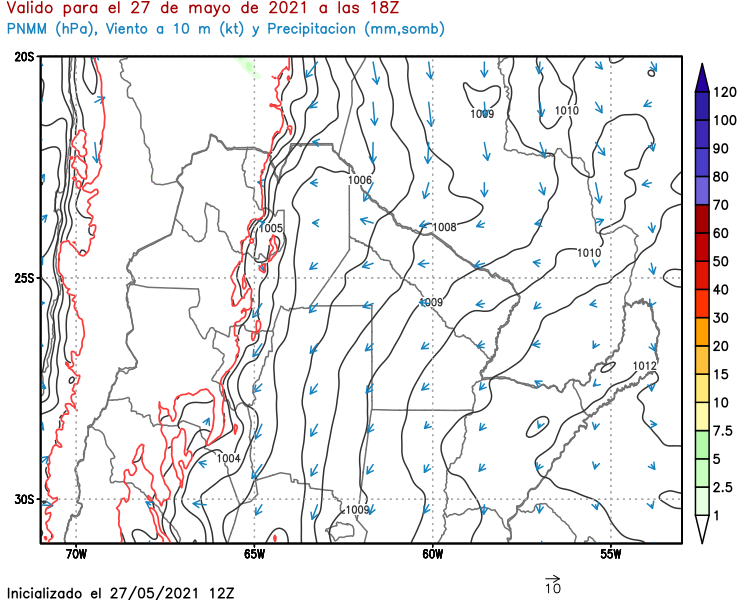 Valido para el 27 de mayo de 2021 a las 18Z
PNMM (hPa), Viento a 10 m (kt) y Precipitacion (mm,somb)
20S
25S
30S
70W
65W
60W
55W
1009
1010
1006
1005
1008
1010
1009
1012
1004
1009
120
100
90
80
70
60
50
40
30
20
15
10
7.5
5
2.5
1
Inicializado el 27/05/2021 12Z
10